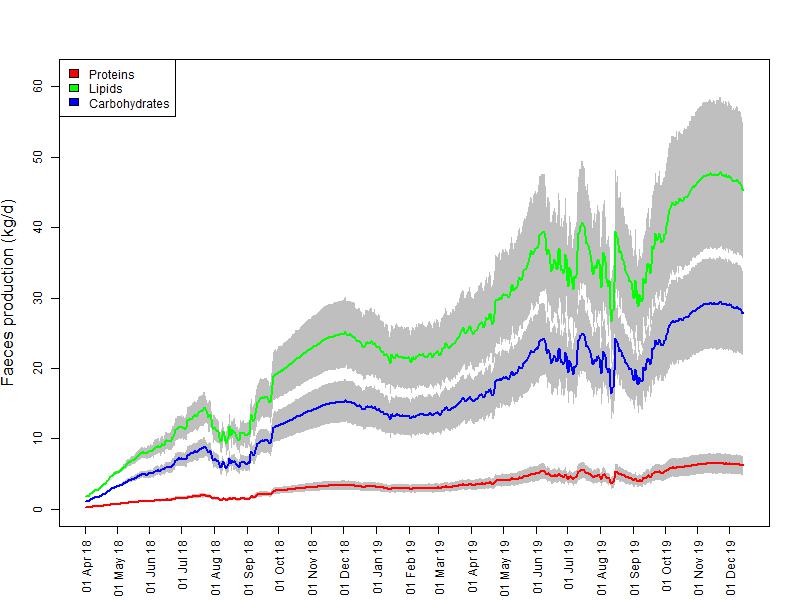 Proteins
Lipids
Carbohydrates
Faeces production (kg/d)
60
50
40
30
20
10
0
01 Apr 18
01 May 18
01 Jun 18
01 Jul 18
01 Aug 18
01 Sep 18
01 Oct 18
01 Nov 18
01 Dec 18
01 Jan 19
01 Feb 19
01 Mar 19
01 Apr 19
01 May 19
01 Jun 19
01 Jul 19
01 Aug 19
01 Sep 19
01 Oct 19
01 Nov 19
01 Dec 19